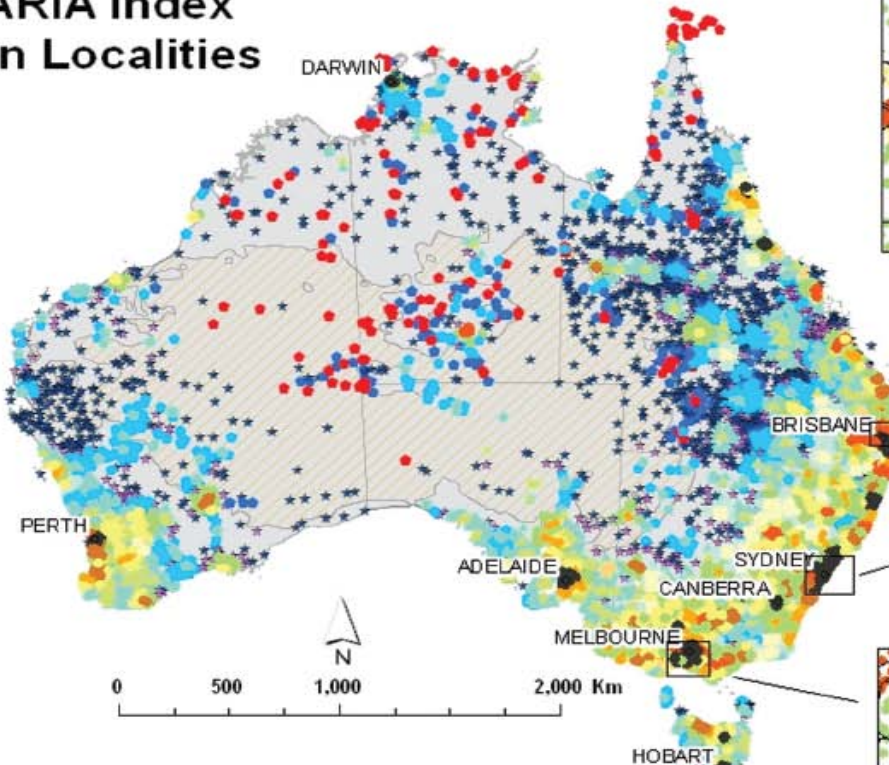 ARIA Index
n Localities
DARWIN
BRISBANE
PERTH
ADELAIDE
SYDNEY
CANBERRA
MELBOURNE
N
0 500 1,000 2,000 Km
HOBART